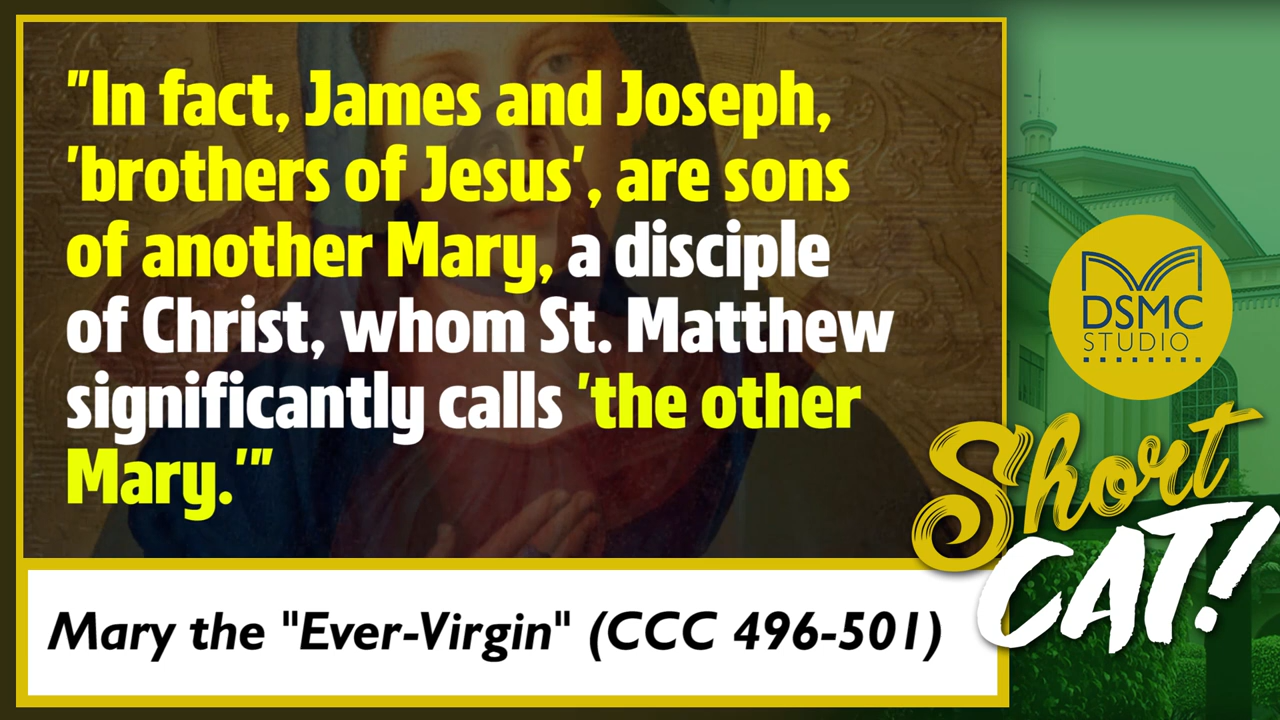 "In fact, James and Joseph,
'brothers of Jesus', are sons
of another Mary, a disciple
of Christ, whom St. Matthew
significantly calls 'the other
Mary.'"
Mary the "Ever-Virgin" (CCC 496-501)
DSMC
STUDIO
Short
CAT!